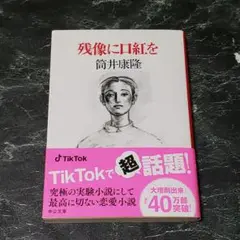 残像に口紅を
筒井康隆
TikTok
TikTokで超話題!
究極の実験小説にして
最高に切ない恋愛小説
中公文庫
大増刷出来
40万部
突破!